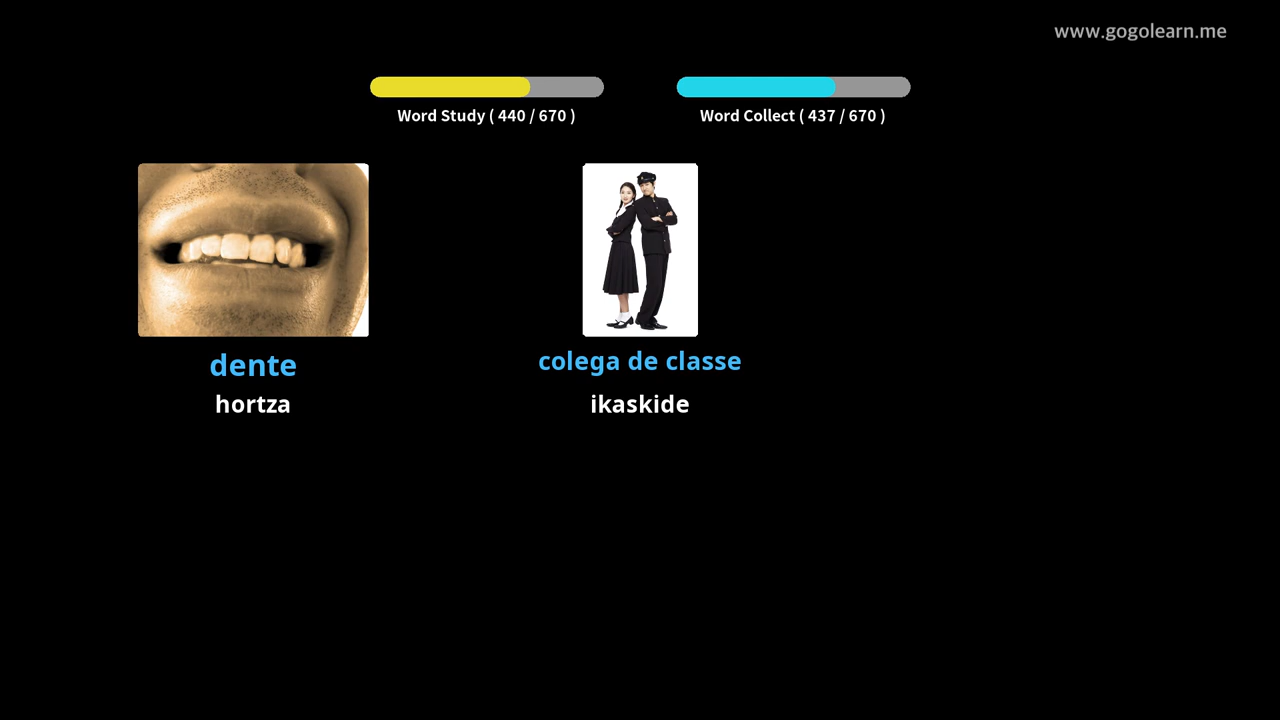 www.gogolearn.me
Word Study ( 440 / 670 )
Word Collect ( 437 / 670 )
dente
hortza
colega de classe
ikaskide